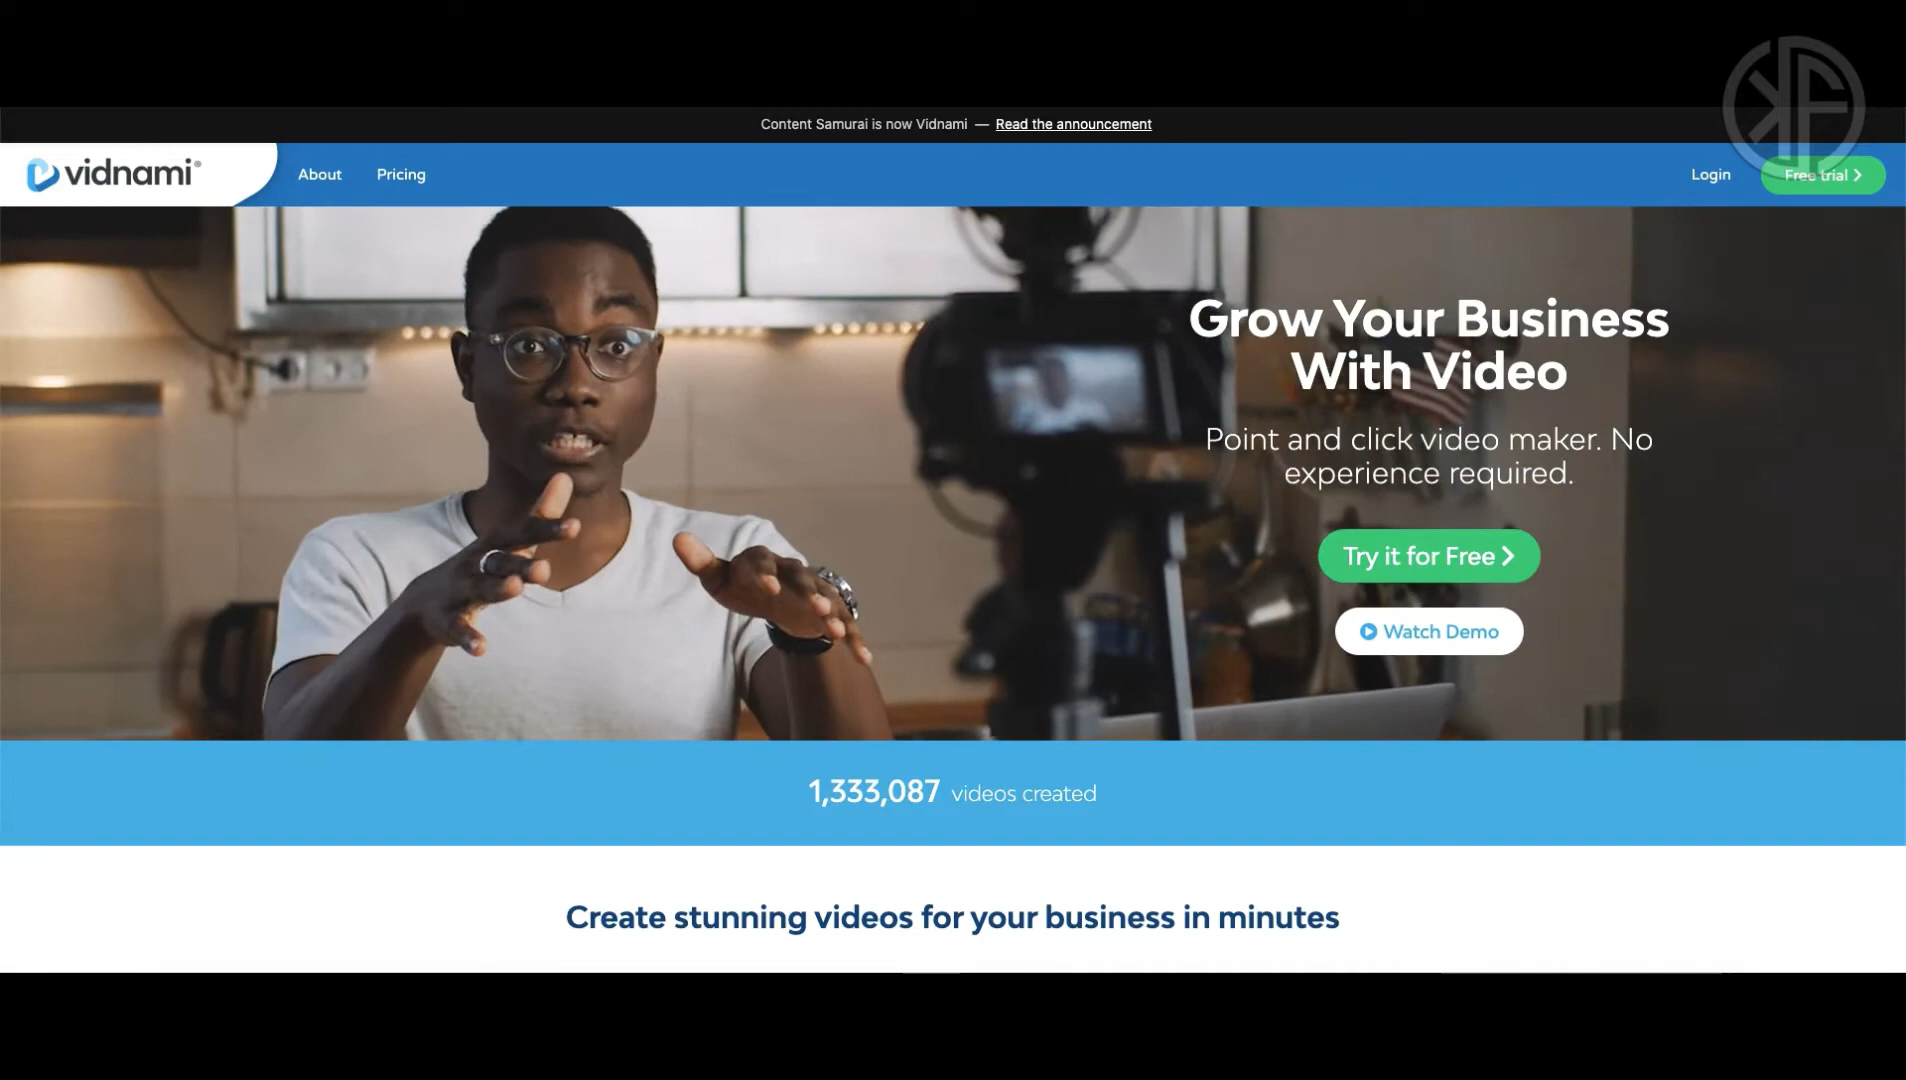 Content Samurai is now Vidnami — Read the announcement
vidnami®
About
Pricing
Login
Free trial
Grow Your Business
With Video
Point and click video maker. No
experience required.
Try it for Free
Watch Demo
1,333,087 videos created
Create stunning videos for your business in minutes